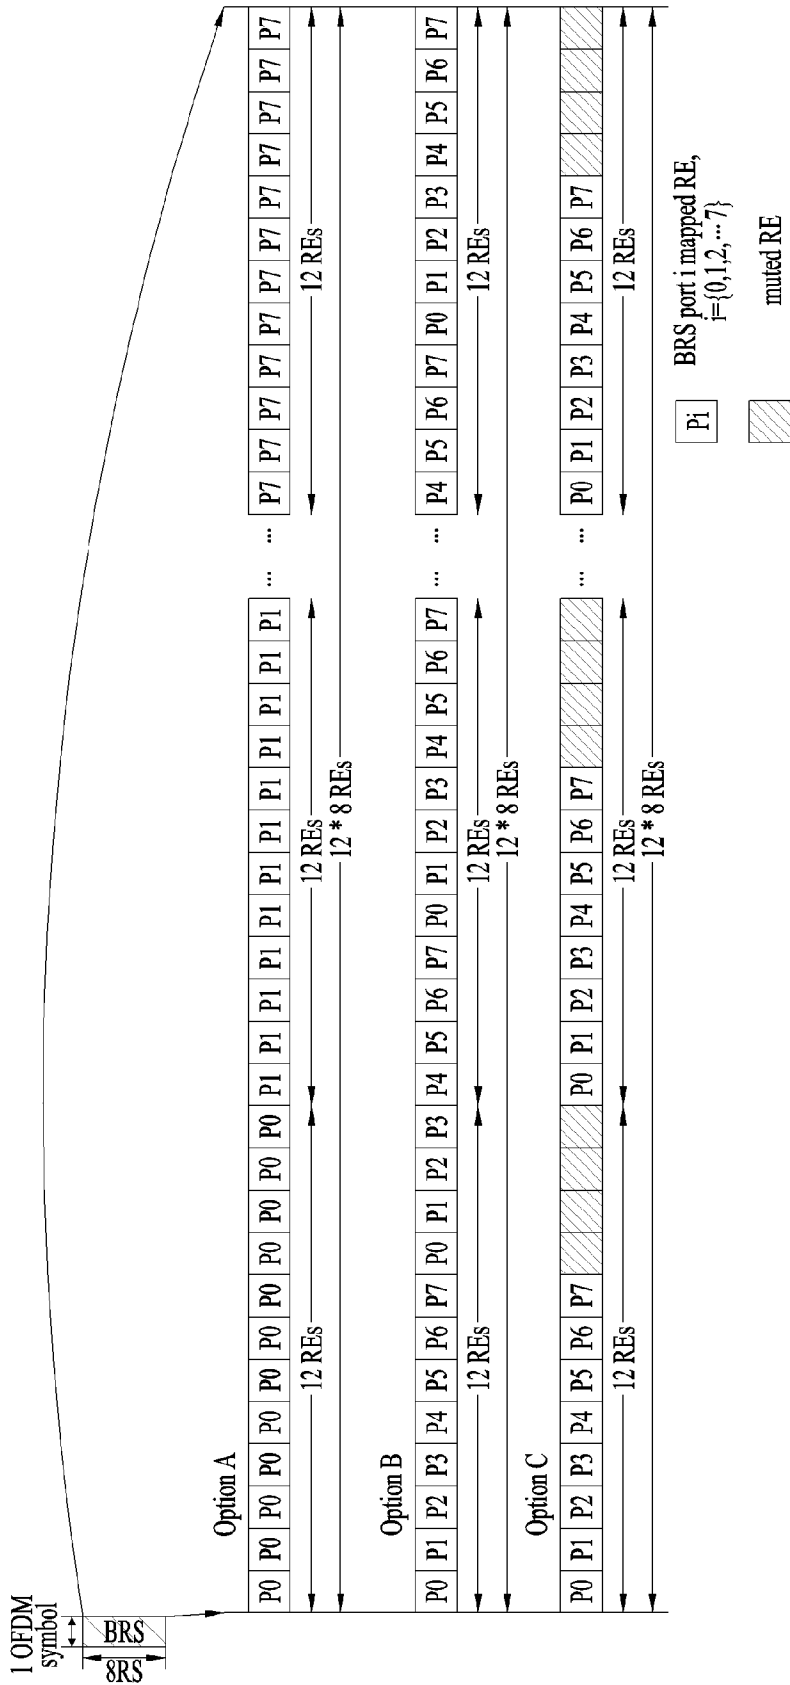 1 OFDM
symbol
BRS
8RS
Option A
P0 P0 P0 P0 P0 P0 P0 P0 P0 P0 P0 P0 P1 P1 P1 P1 P1 P1 P1 P1 P1 P1 P1 P1 ... ... P7 P7 P7 P7 P7 P7 P7 P7 P7 P7 P7 P7
12 REs 12 REs 12 REs
12 * 8 REs
Option B
P0 P1 P2 P3 P4 P5 P6 P7 P0 P1 P2 P3 P4 P5 P6 P7 P0 P1 P2 P3 P4 P5 P6 P7 ... ... P4 P5 P6 P7 P0 P1 P2 P3 P4 P5 P6 P7
12 REs 12 REs 12 REs
12 * 8 REs
Option C
P0 P1 P2 P3 P4 P5 P6 P7 P0 P1 P2 P3 P4 P5 P6 P7 ... ... P0 P1 P2 P3 P4 P5 P6 P7
12 REs 12 REs 12 REs
12 * 8 REs
Pi BRS port i mapped RE,
i={0,1,2,··· 7}
muted RE